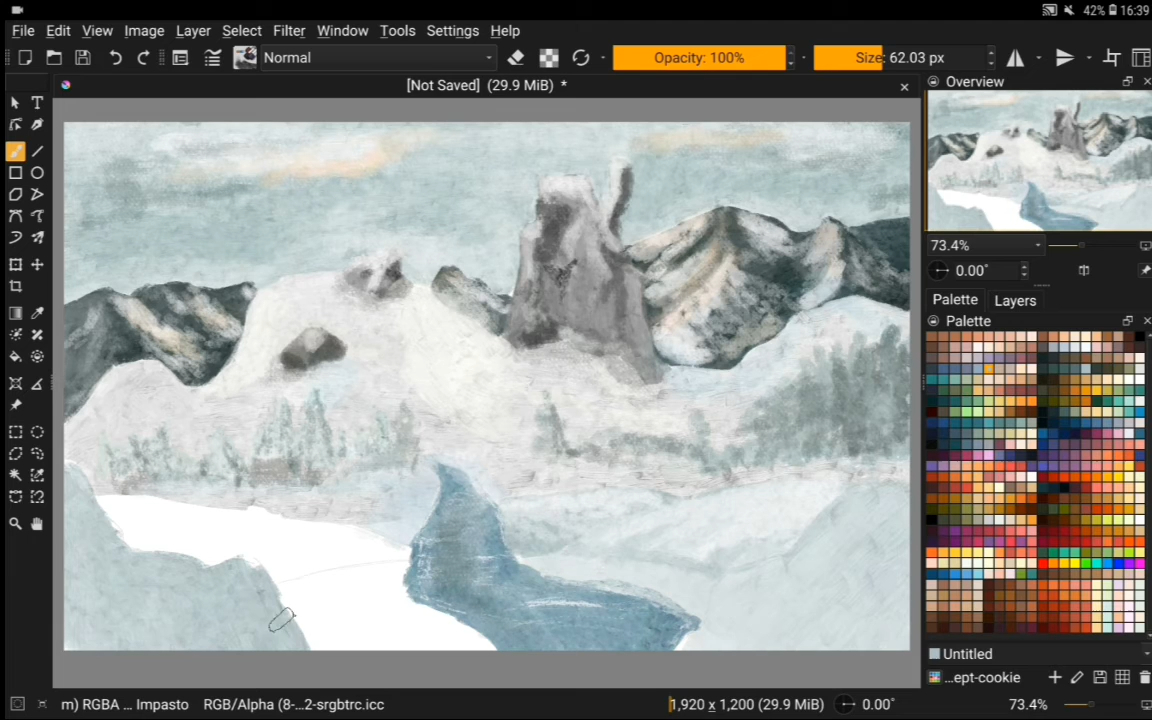 42% 16:39
File Edit View Image Layer Select Filter Window Tools Settings Help
Normal Opacity: 100% Size: 62.03 px
[Not Saved] (29.9 MiB) *
Overview
73.4%
0.00°
Palette Layers
Palette
Untitled
...ept-cookie
m) RGBA ... Impasto RGB/Alpha (8-...2-srgbtrc.icc 1,920 x 1,200 (29.9 MiB) 0.00° 73.4%